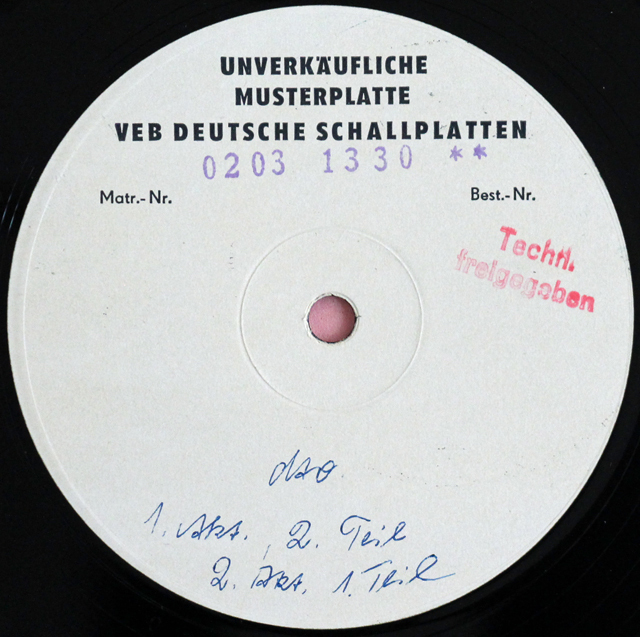 UNVERKÄUFLICHE
MUSTERPLATTE
VEB DEUTSCHE SCHALLPLATTEN
0203 1330 **
Matr.-Nr. Best.-Nr.
Techn.
freigegeben
dto
1. Akt. , 2. Teil
2. Akt. 1. Teil